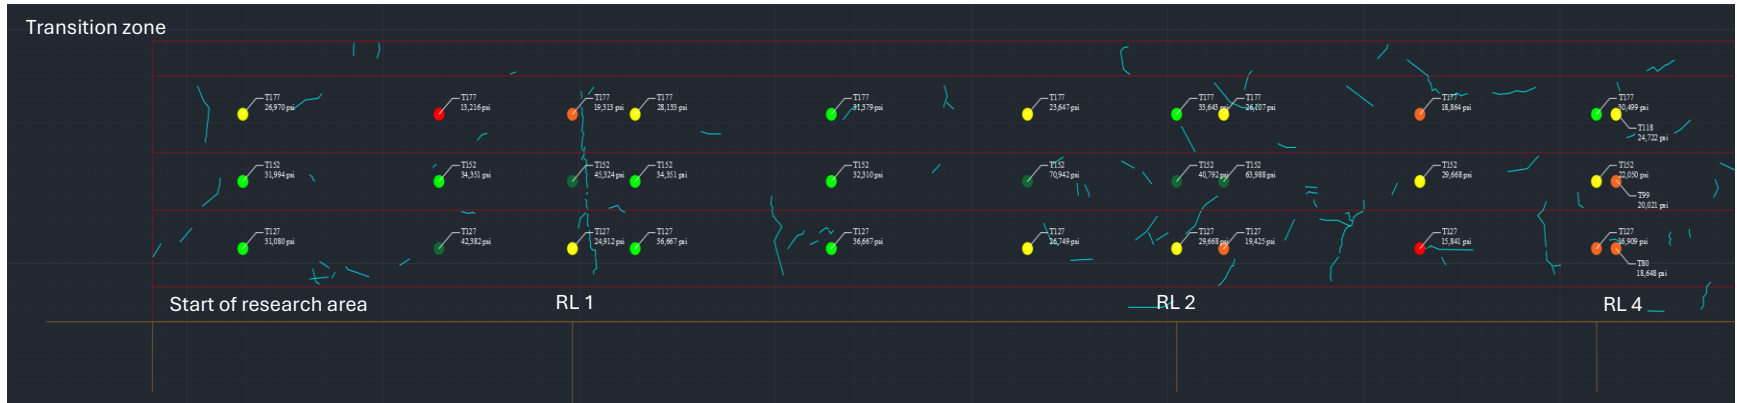 Transition zone
T177
26,970 psi
T177
13,216 psi
T177
19,313 psi
T177
28,133 psi
T177
31,379 psi
T177
23,647 psi
T177
33,643 psi
T177
26,807 psi
T177
18,864 psi
T177
30,499 psi
T118
24,722 psi
T152
31,994 psi
T152
34,351 psi
T152
45,324 psi
T152
34,351 psi
T152
32,310 psi
T152
70,942 psi
T152
40,792 psi
T152
63,988 psi
T152
29,668 psi
T152
22,050 psi
T99
20,021 psi
T127
31,080 psi
T127
42,382 psi
T127
24,912 psi
T127
36,667 psi
T127
36,667 psi
T127
26,749 psi
T127
29,668 psi
T127
19,425 psi
T127
15,841 psi
T127
16,909 psi
T80
18,648 psi
Start of research area
RL 1
RL 2
RL 4